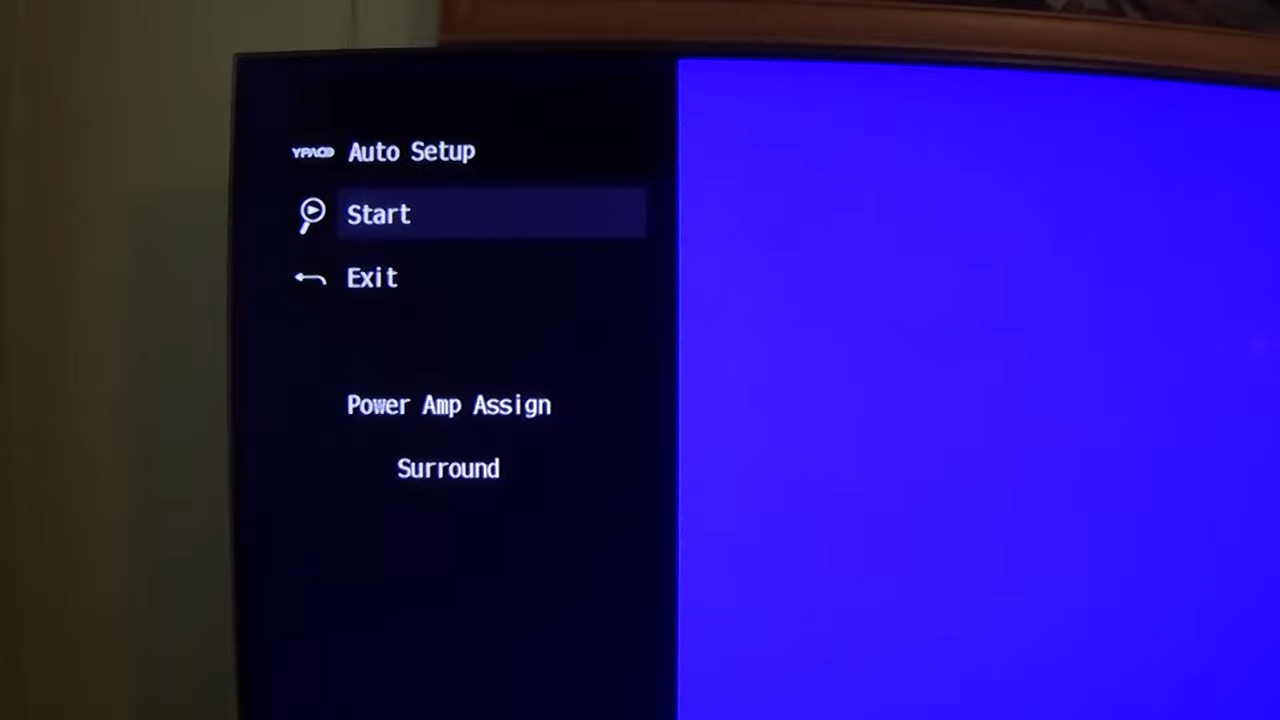 YPAO Auto Setup
Start
Exit
Power Amp Assign
Surround